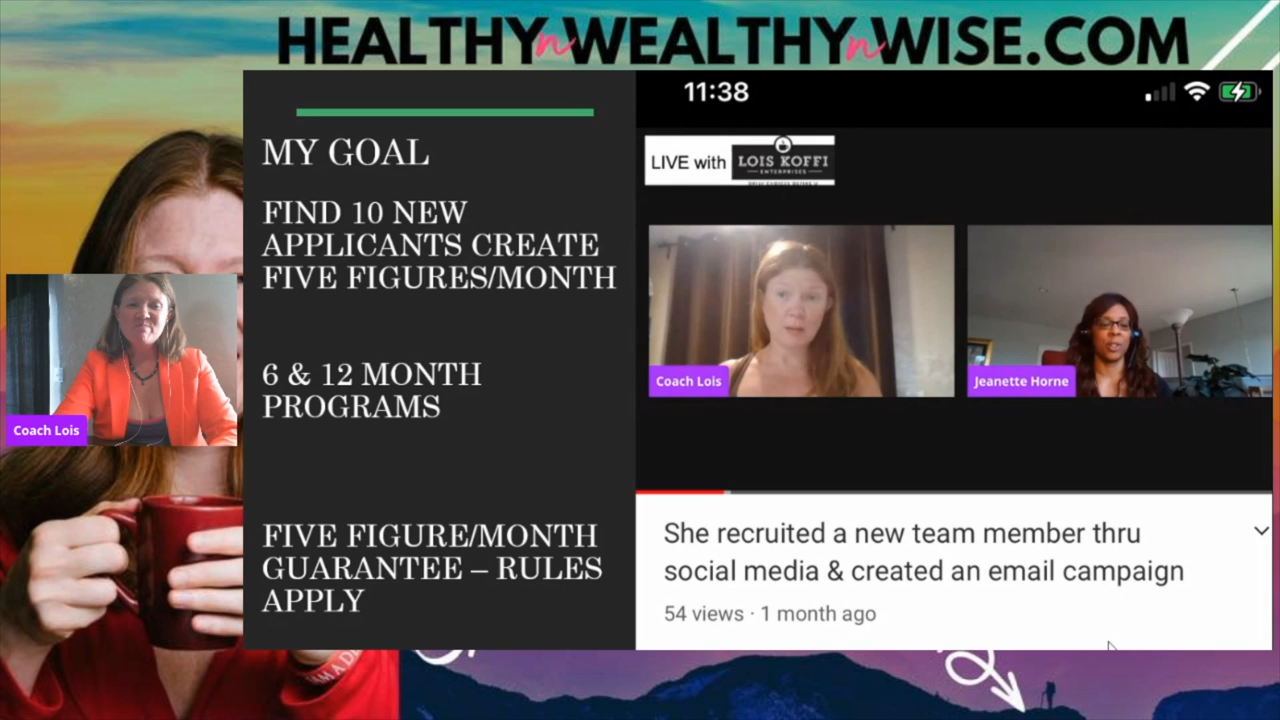 HEALTHYnWEALTHYnWISE.COM
MY GOAL
FIND 10 NEW
APPLICANTS CREATE
FIVE FIGURES/MONTH
6 & 12 MONTH
PROGRAMS
FIVE FIGURE/MONTH
GUARANTEE – RULES
APPLY
11:38
LIVE with
LOIS KOFFI
ENTERPRISES
Coach Lois
Jeanette Horne
She recruited a new team member thru
social media & created an email campaign
54 views · 1 month ago
Coach Lois